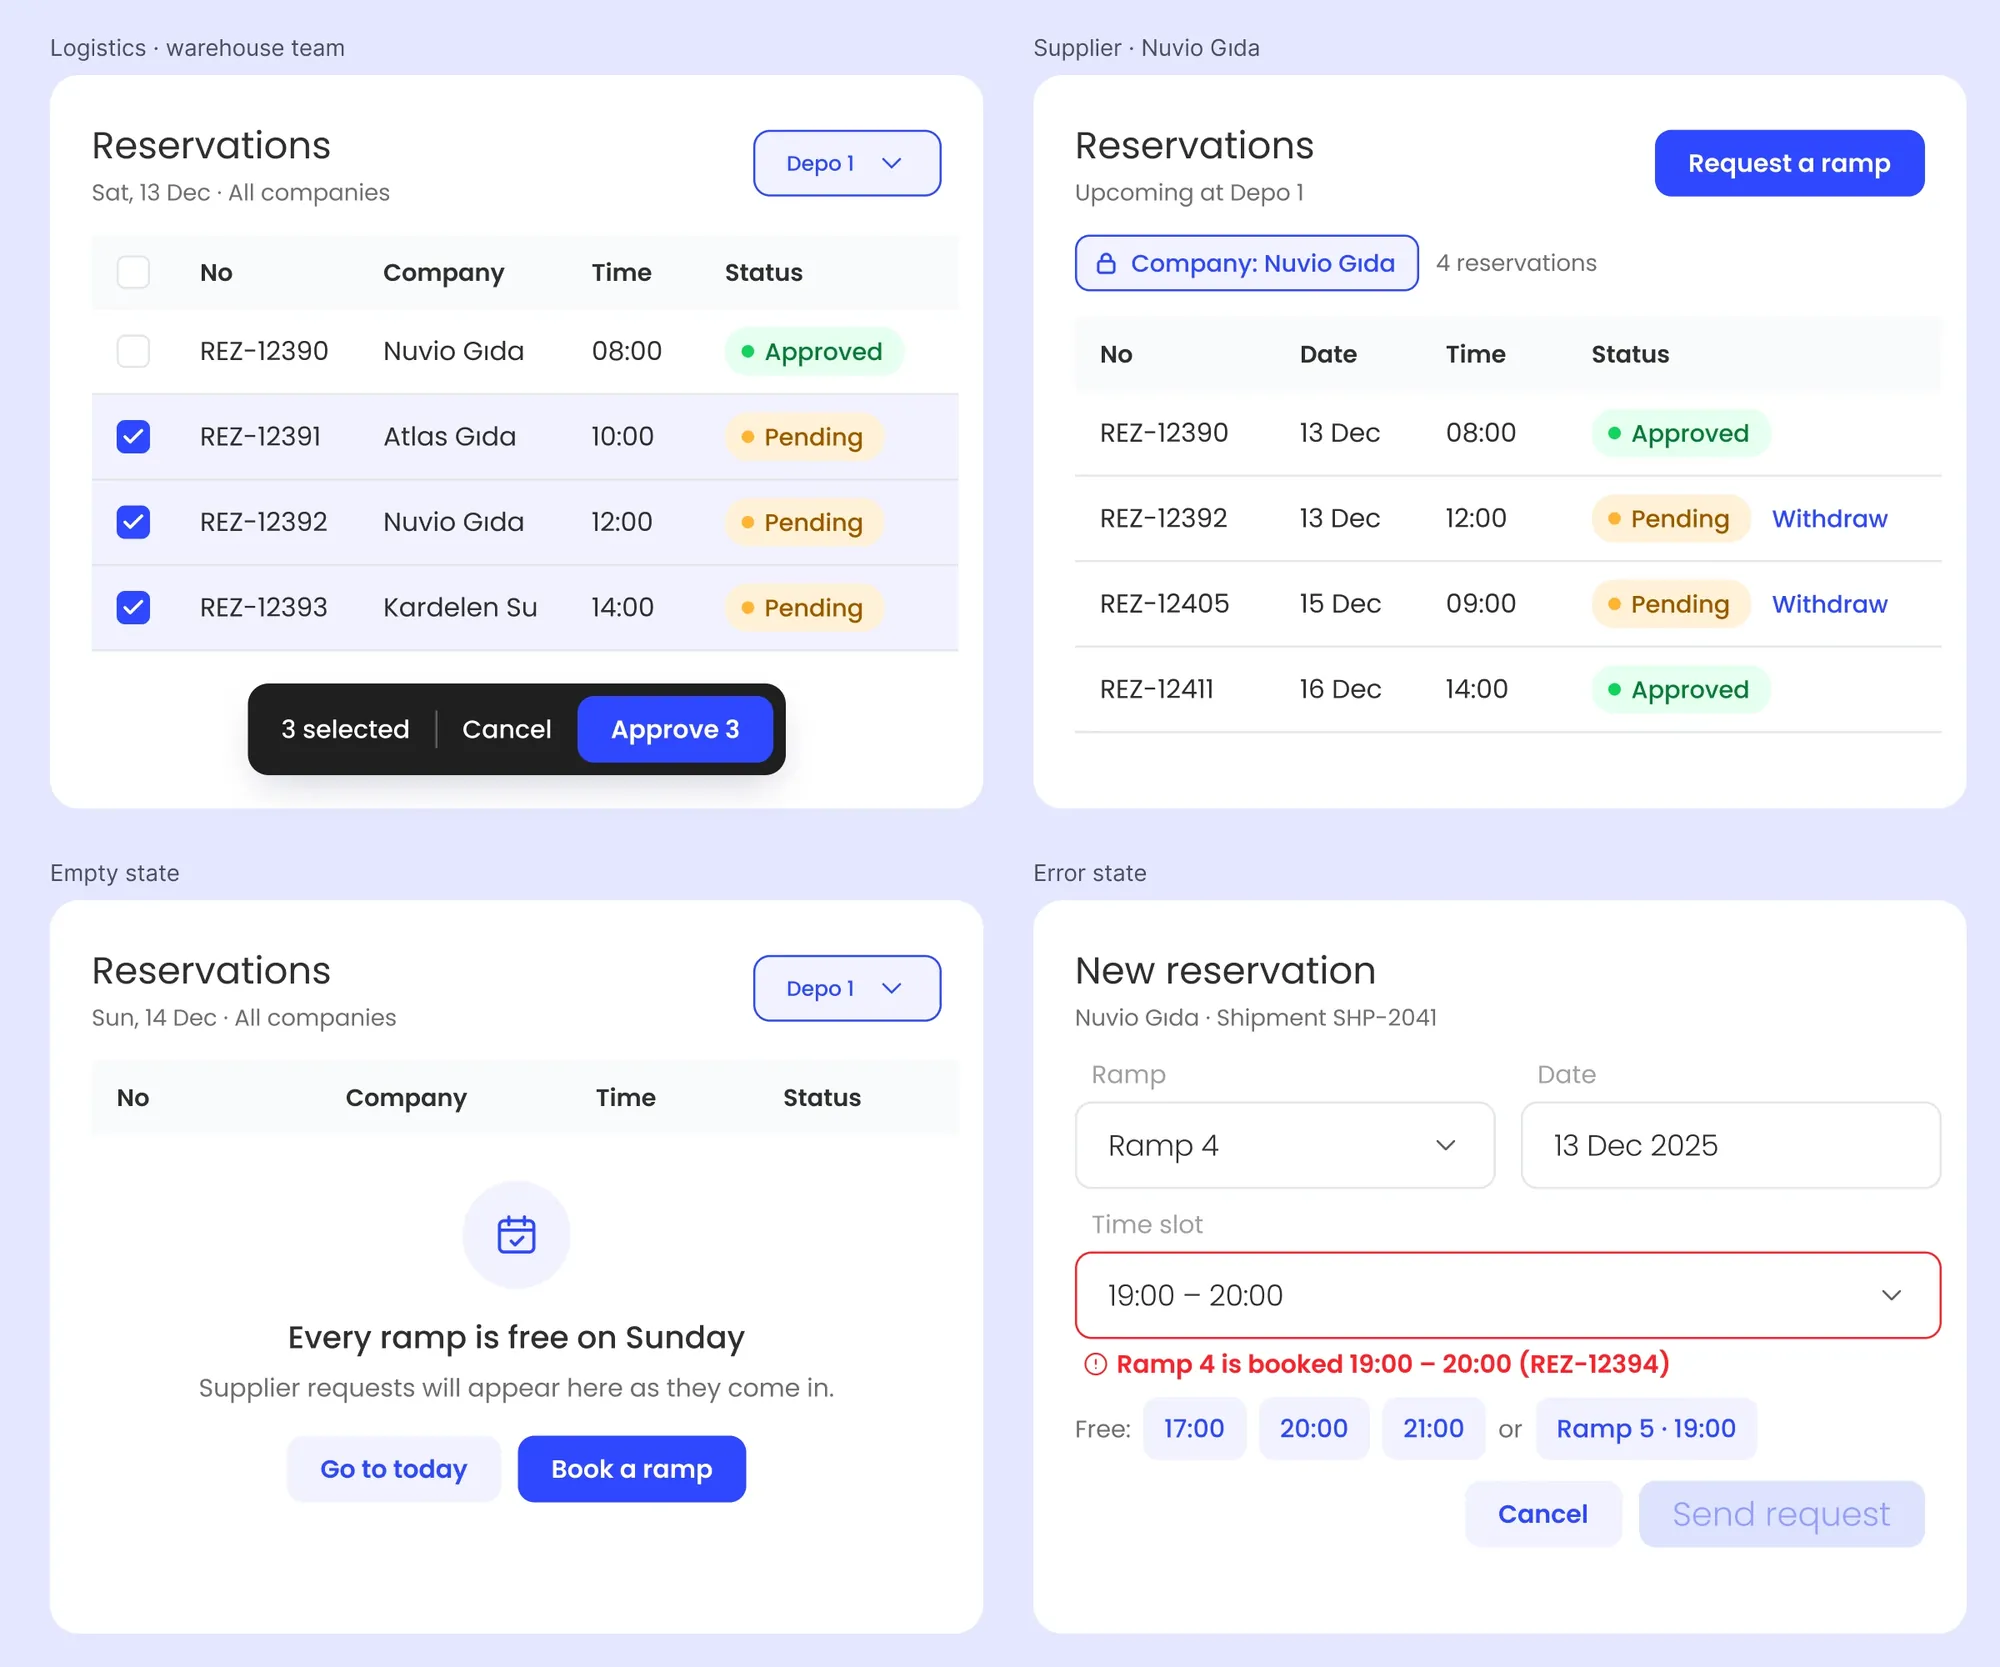 Logistics · warehouse team
Reservations
Sat, 13 Dec · All companies
Depo 1
No Company Time Status
REZ-12390 Nuvio Gıda 08:00 Approved
REZ-12391 Atlas Gıda 10:00 Pending
REZ-12392 Nuvio Gıda 12:00 Pending
REZ-12393 Kardelen Su 14:00 Pending
3 selected Cancel Approve 3
Supplier · Nuvio Gıda
Reservations
Upcoming at Depo 1
Request a ramp
Company: Nuvio Gıda 4 reservations
No Date Time Status
REZ-12390 13 Dec 08:00 Approved
REZ-12392 13 Dec 12:00 Pending Withdraw
REZ-12405 15 Dec 09:00 Pending Withdraw
REZ-12411 16 Dec 14:00 Approved
Empty state
Reservations
Sun, 14 Dec · All companies
Depo 1
No Company Time Status
Every ramp is free on Sunday
Supplier requests will appear here as they come in.
Go to today Book a ramp
Error state
New reservation
Nuvio Gıda · Shipment SHP-2041
Ramp Date
Ramp 4 13 Dec 2025
Time slot
19:00 – 20:00
Ramp 4 is booked 19:00 – 20:00 (REZ-12394)
Free: 17:00 20:00 21:00 or Ramp 5 · 19:00
Cancel Send request